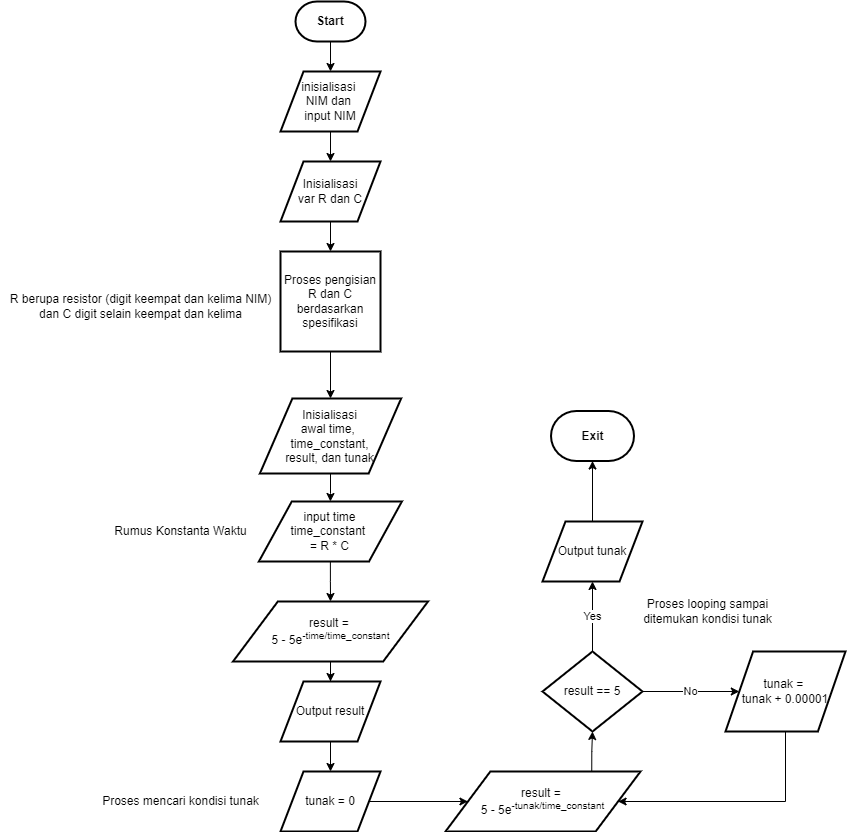 Start
inisialisasi
NIM dan
input NIM
Inisialisasi
var R dan C
R berupa resistor (digit keempat dan kelima NIM)
dan C digit selain keempat dan kelima
Proses pengisian
R dan C
berdasarkan
spesifikasi
Inisialisasi
awal time,
time_constant,
result, dan tunak
Rumus Konstanta Waktu
input time
time_constant
= R * C
result =
5 - 5e-time/time_constant
Output result
Proses mencari kondisi tunak
tunak = 0
result =
5 - 5e-tunak/time_constant
result == 5
No
tunak =
tunak + 0.00001
Proses looping sampai
ditemukan kondisi tunak
Yes
Output tunak
Exit